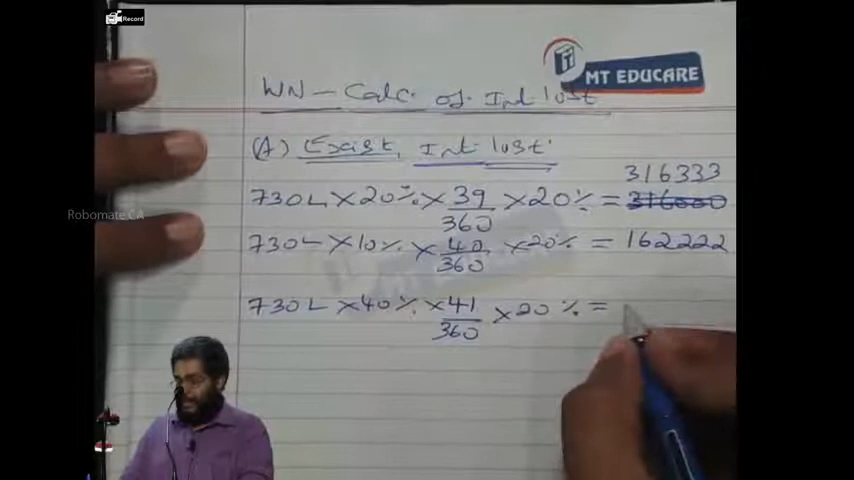 Record
MT EDUCARE
WN - Calc. of Int lost
(A) Exist. Int. lost
316333
730L × 20% × 39/360 × 20% = 316000
730L × 10% × 40/360 × 20% = 162222
Robomate CA
730L × 40% × 41/360 × 20% =